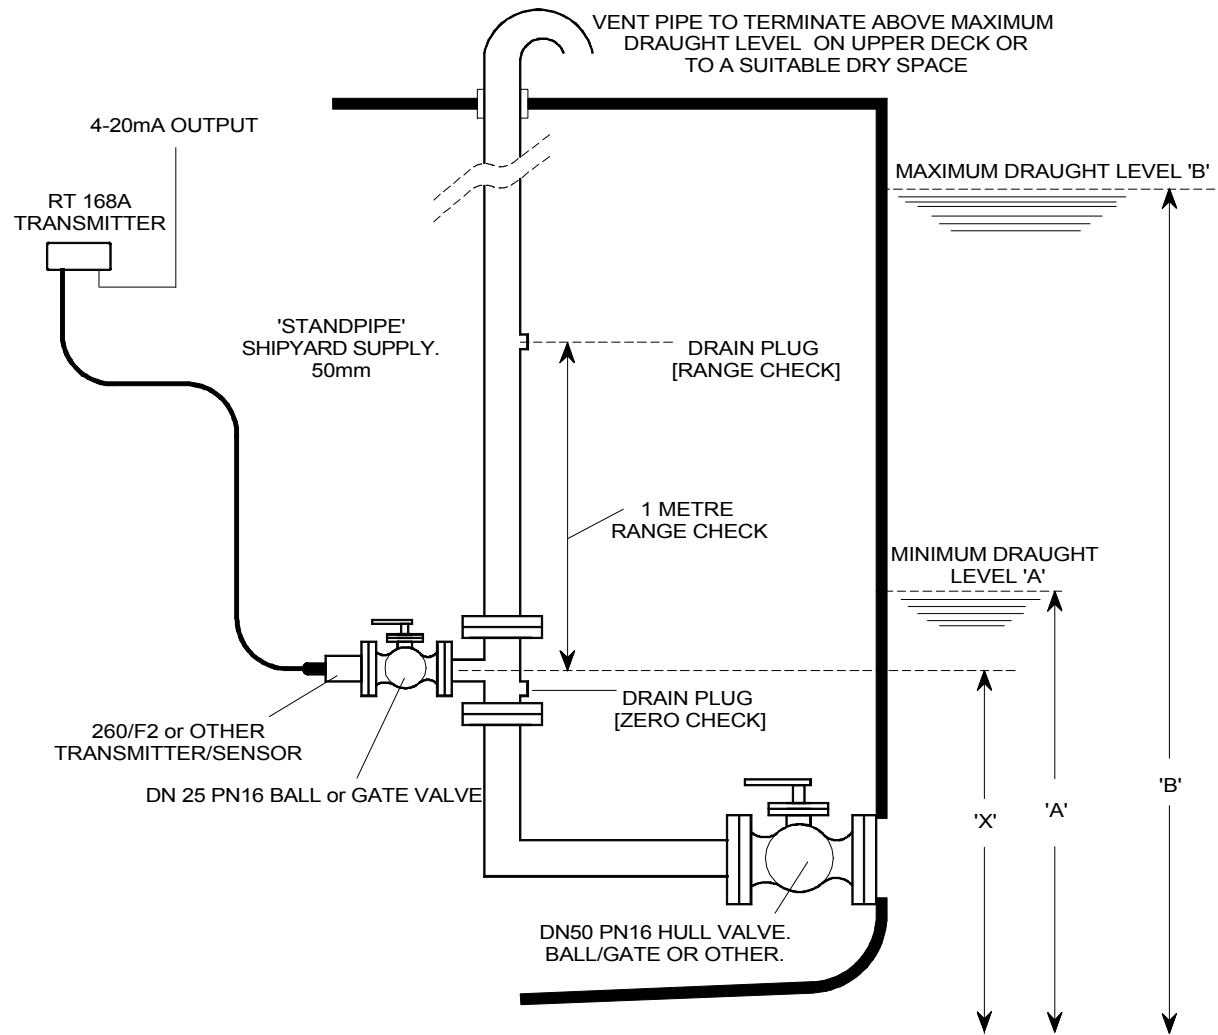 VENT PIPE TO TERMINATE ABOVE MAXIMUM
DRAUGHT LEVEL ON UPPER DECK OR
TO A SUITABLE DRY SPACE
4-20mA OUTPUT
MAXIMUM DRAUGHT LEVEL 'B'
RT 168A
TRANSMITTER
'STANDPIPE'
SHIPYARD SUPPLY.
50mm
DRAIN PLUG
[RANGE CHECK]
1 METRE
RANGE CHECK
MINIMUM DRAUGHT
LEVEL 'A'
DRAIN PLUG
[ZERO CHECK]
260/F2 or OTHER
TRANSMITTER/SENSOR
DN 25 PN16 BALL or GATE VALVE
'X'
'A'
'B'
DN50 PN16 HULL VALVE.
BALL/GATE OR OTHER.